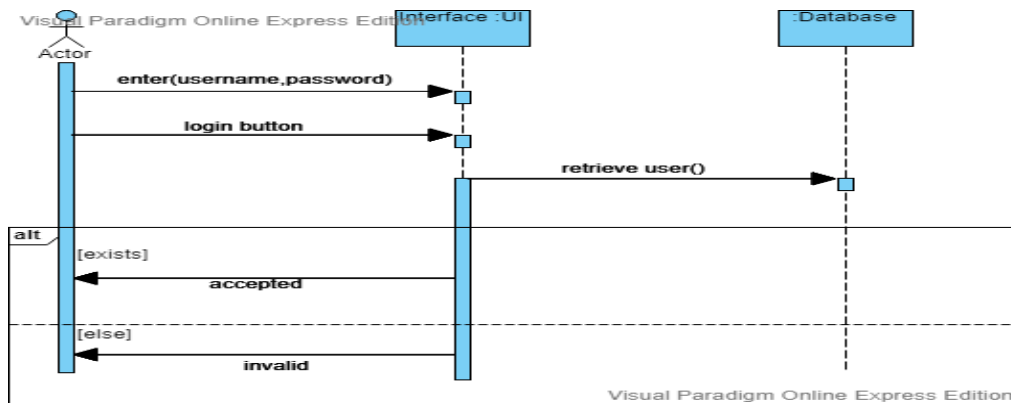 Visual Paradigm Online Express Edition
Interface :UI
:Database
Actor
enter(username,password)
login button
retrieve user()
alt
[exists]
accepted
[else]
invalid
Visual Paradigm Online Express Edition